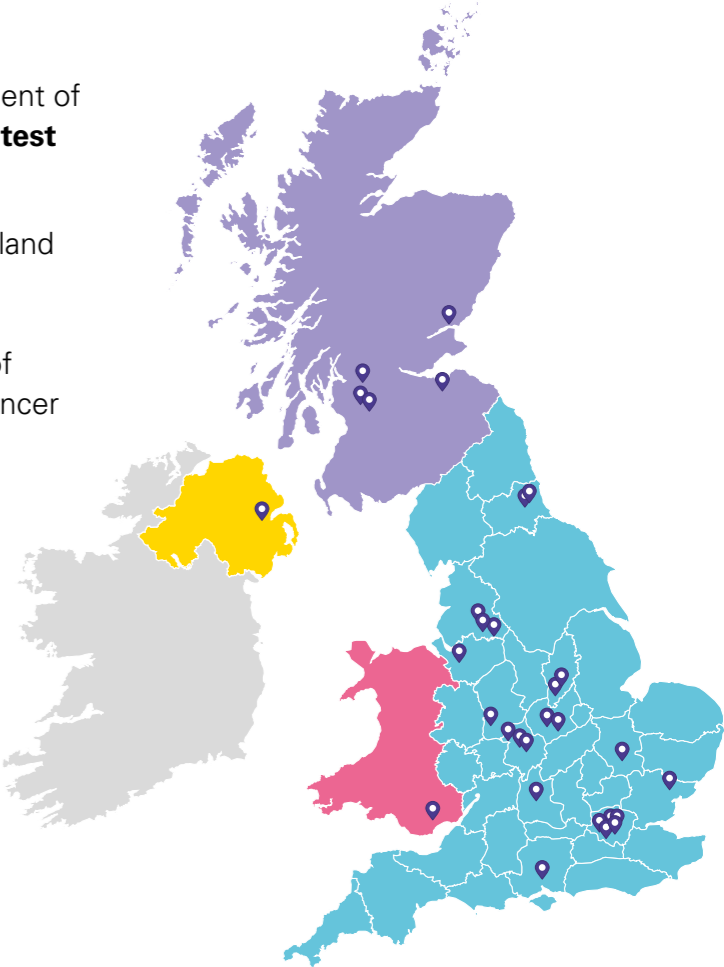 ent of
test
land
of
ncer